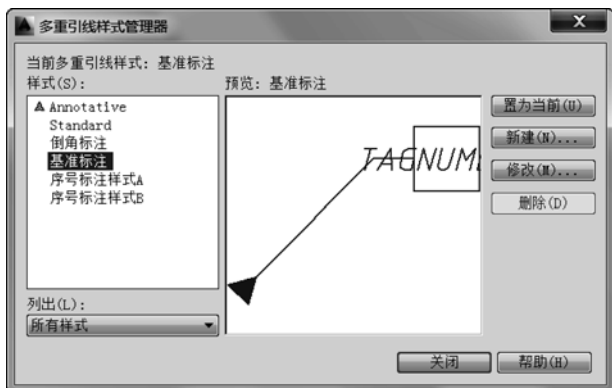 多重引线样式管理器
当前多重引线样式: 基准标注
样式(S):
预览: 基准标注
Annotative
Standard
倒角标注
基准标注
序号标注样式A
序号标注样式B
TAGNUM
置为当前(U)
新建(N)...
修改(M)...
删除(D)
列出(L):
所有样式
关闭
帮助(H)